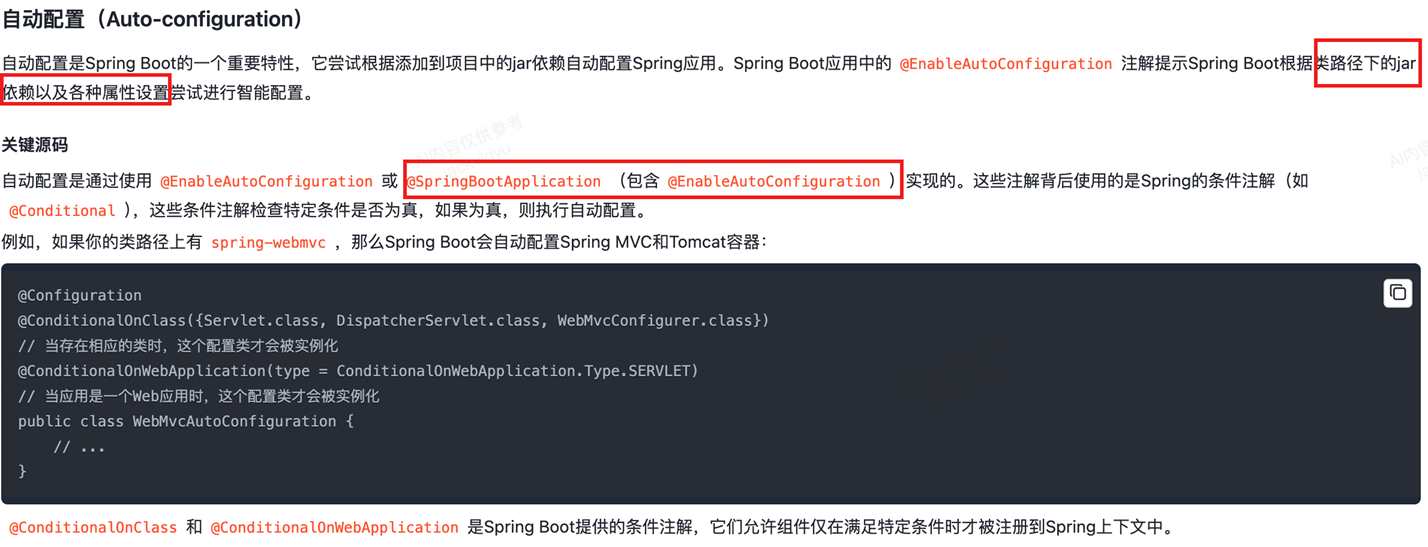 自动配置（Auto-configuration）
自动配置是Spring Boot的一个重要特性，它尝试根据添加到项目中的jar依赖自动配置Spring应用。Spring Boot应用中的 @EnableAutoConfiguration 注解提示Spring Boot根据类路径下的jar
依赖以及各种属性设置尝试进行智能配置。
AI内容仅供参考
关键源码
自动配置是通过使用 @EnableAutoConfiguration 或 @SpringBootApplication （包含 @EnableAutoConfiguration ）实现的。这些注解背后使用的是Spring的条件注解（如
@Conditional ），这些条件注解检查特定条件是否为真，如果为真，则执行自动配置。
例如，如果你的类路径上有 spring-webmvc ，那么Spring Boot会自动配置Spring MVC和Tomcat容器：
@Configuration
@ConditionalOnClass({Servlet.class, DispatcherServlet.class, WebMvcConfigurer.class})
// 当存在相应的类时，这个配置类才会被实例化
@ConditionalOnWebApplication(type = ConditionalOnWebApplication.Type.SERVLET)
// 当应用是一个Web应用时，这个配置类才会被实例化
public class WebMvcAutoConfiguration {
    // ...
}
@ConditionalOnClass 和 @ConditionalOnWebApplication 是Spring Boot提供的条件注解，它们允许组件仅在满足特定条件时才被注册到Spring上下文中。